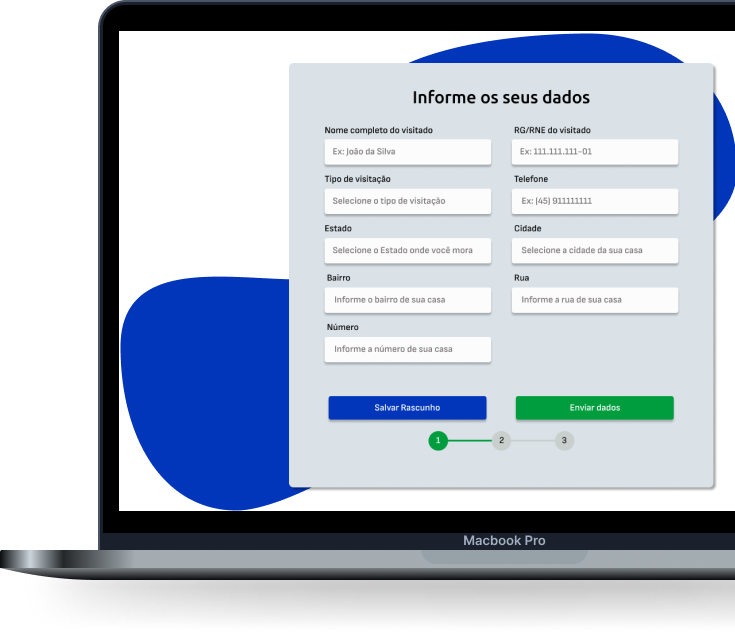 Informe os seus dados
Nome completo do visitado
RG/RNE do visitado
Ex: João da Silva
Ex: 111.111.111-01
Tipo de visitação
Telefone
Selecione o tipo de visitação
Ex: (45) 911111111
Estado
Cidade
Selecione o Estado onde você mora
Selecione a cidade da sua casa
Bairro
Rua
Informe o bairro de sua casa
Informe a rua de sua casa
Número
Informe a número de sua casa
Salvar Rascunho
Enviar dados
1
2
3
Macbook Pro